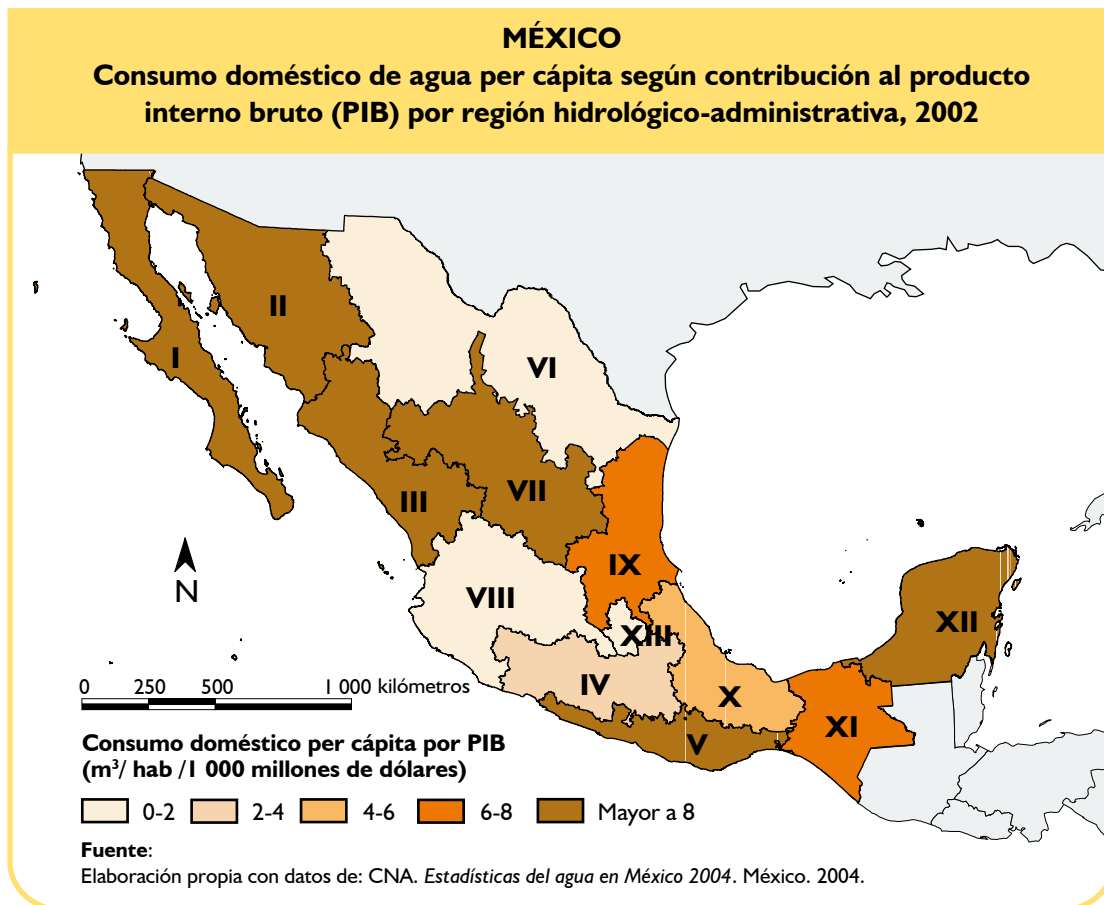 MÉXICO
Consumo doméstico de agua per cápita según contribución al producto
interno bruto (PIB) por región hidrológico-administrativa, 2002
II
I
VI
III
VII
IX
N
VIII
XIII
XII
IV
X
XI
V
0 250 500 1 000 kilómetros
Consumo doméstico per cápita por PIB
(m³/ hab /1 000 millones de dólares)
0-2 2-4 4-6 6-8 Mayor a 8
Fuente:
Elaboración propia con datos de: CNA. Estadísticas del agua en México 2004. México. 2004.